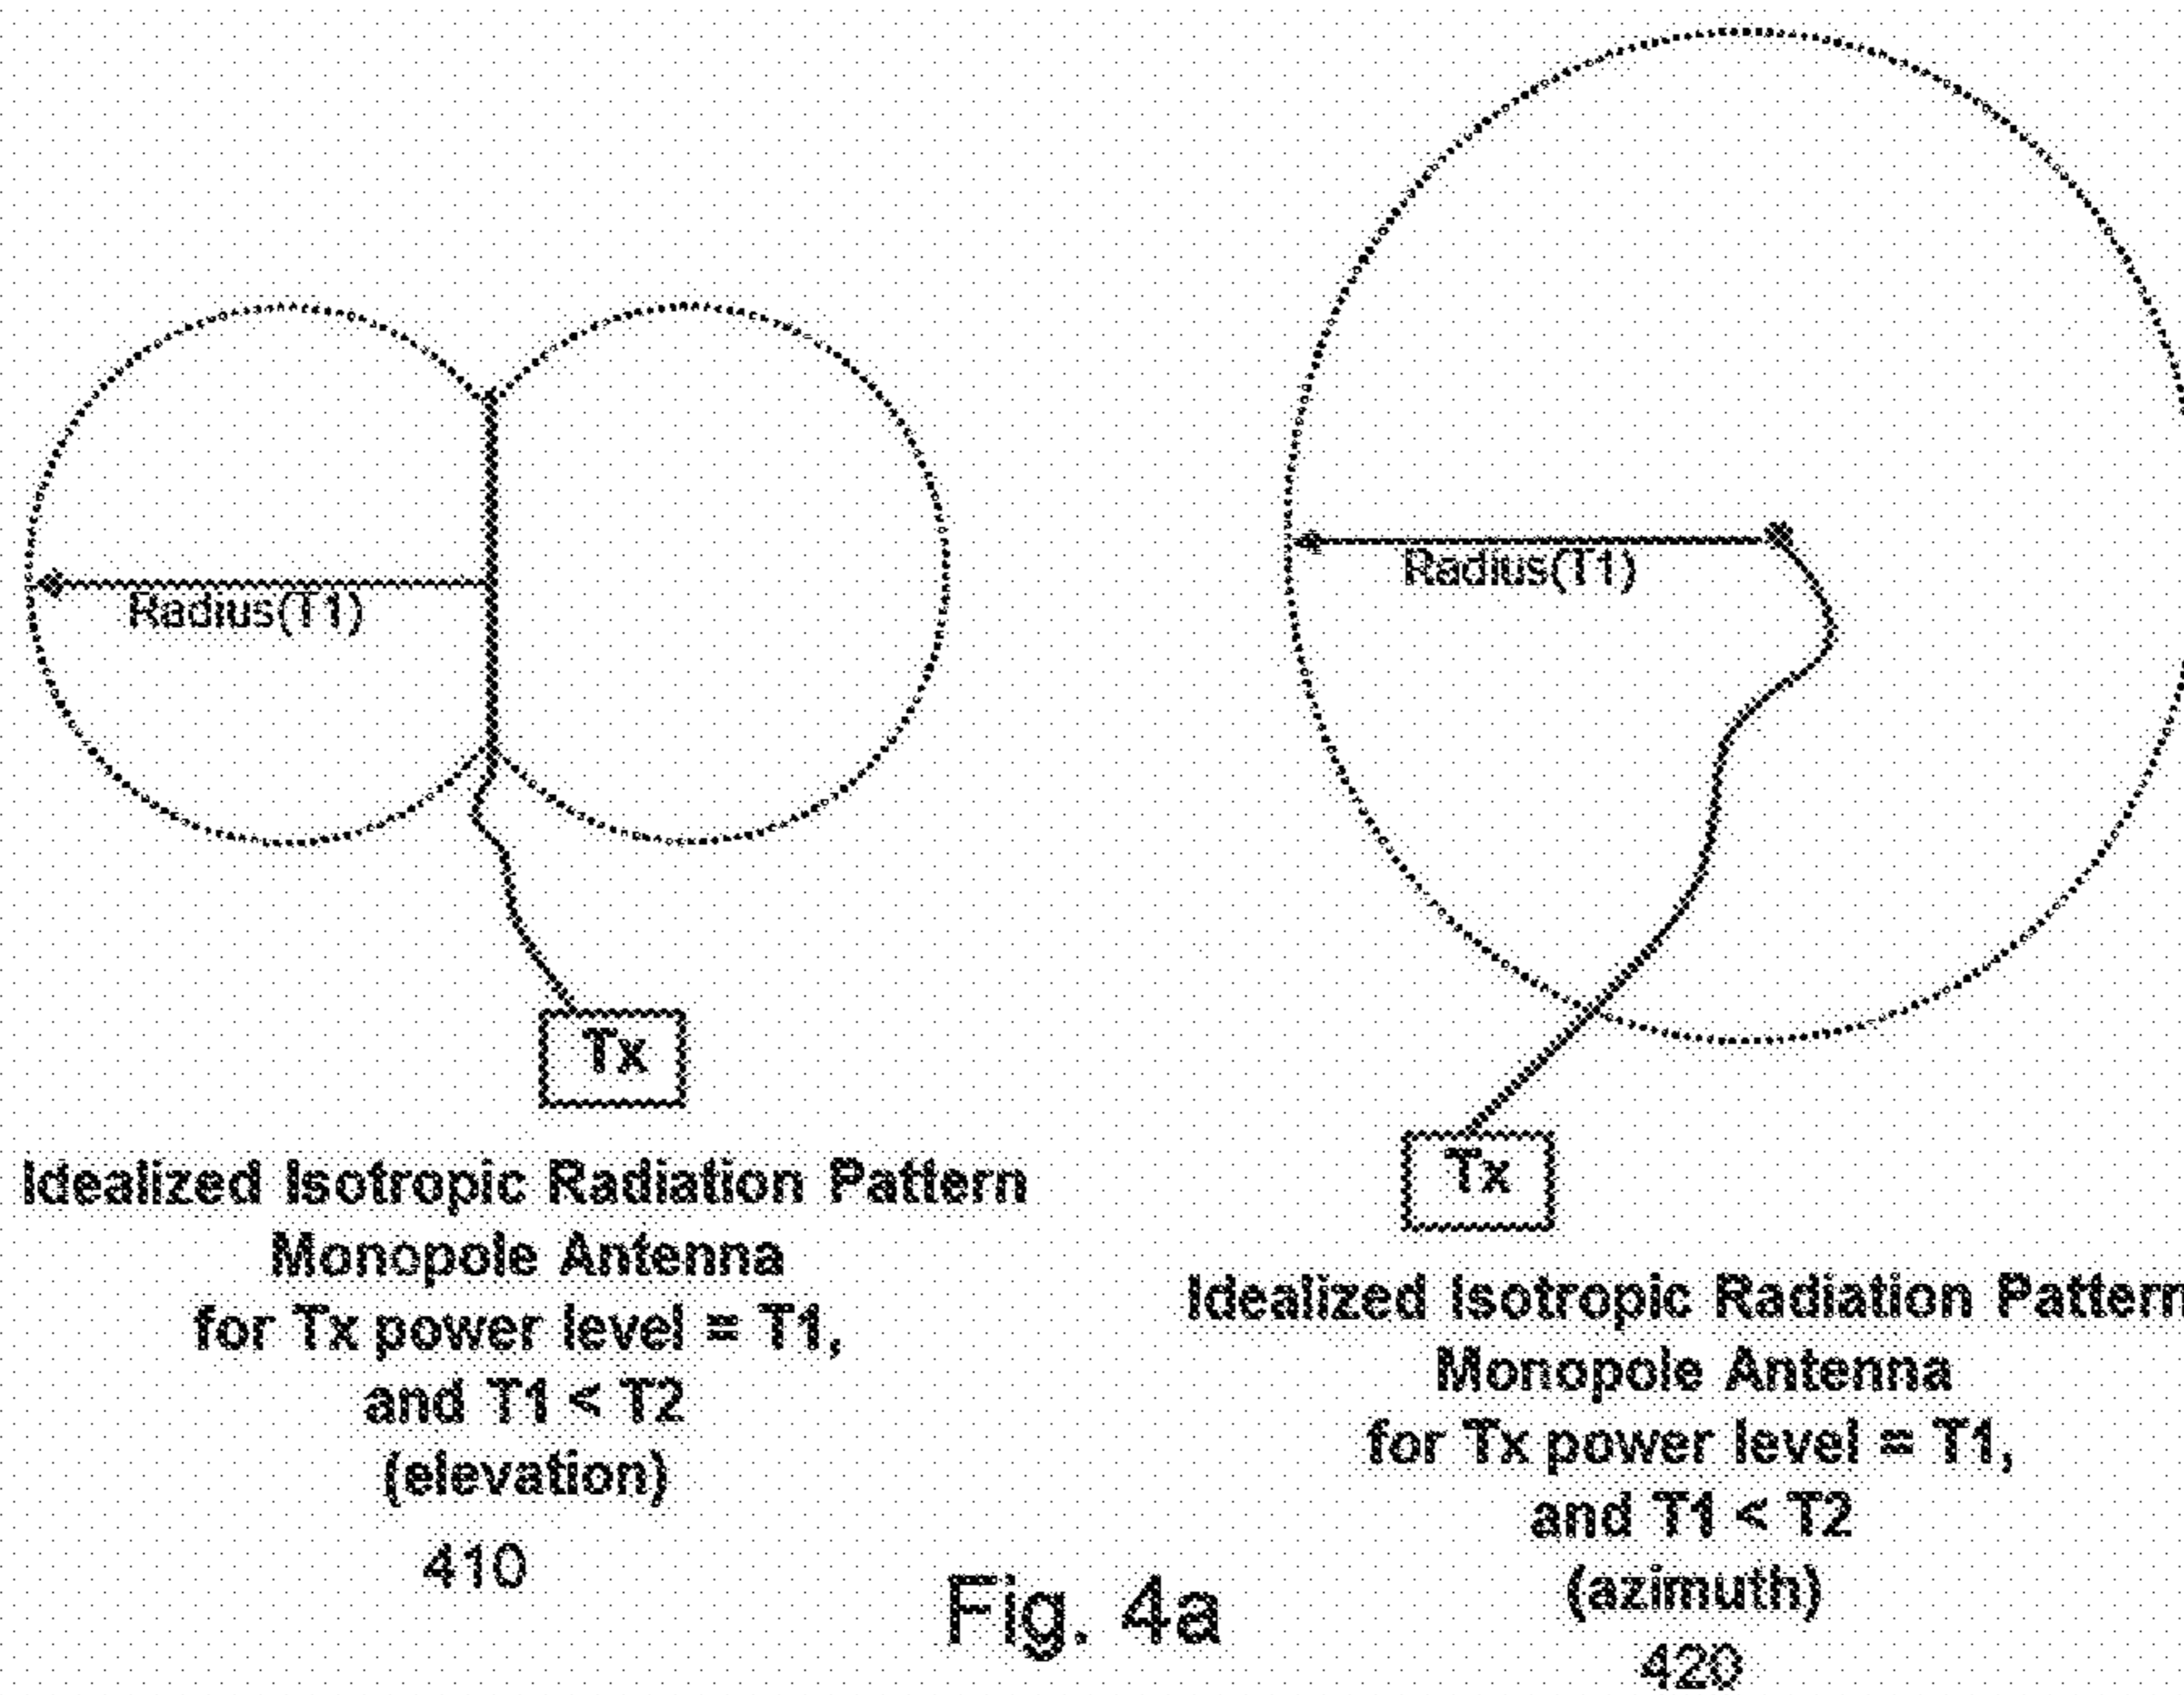 Radius(T1)
Tx
Idealized Isotropic Radiation Pattern
Monopole Antenna
for Tx power level = T1,
and T1 < T2
(elevation)
410
Radius(T1)
Tx
Idealized Isotropic Radiation Pattern
Monopole Antenna
for Tx power level = T1,
and T1 < T2
(azimuth)
420
Fig. 4a